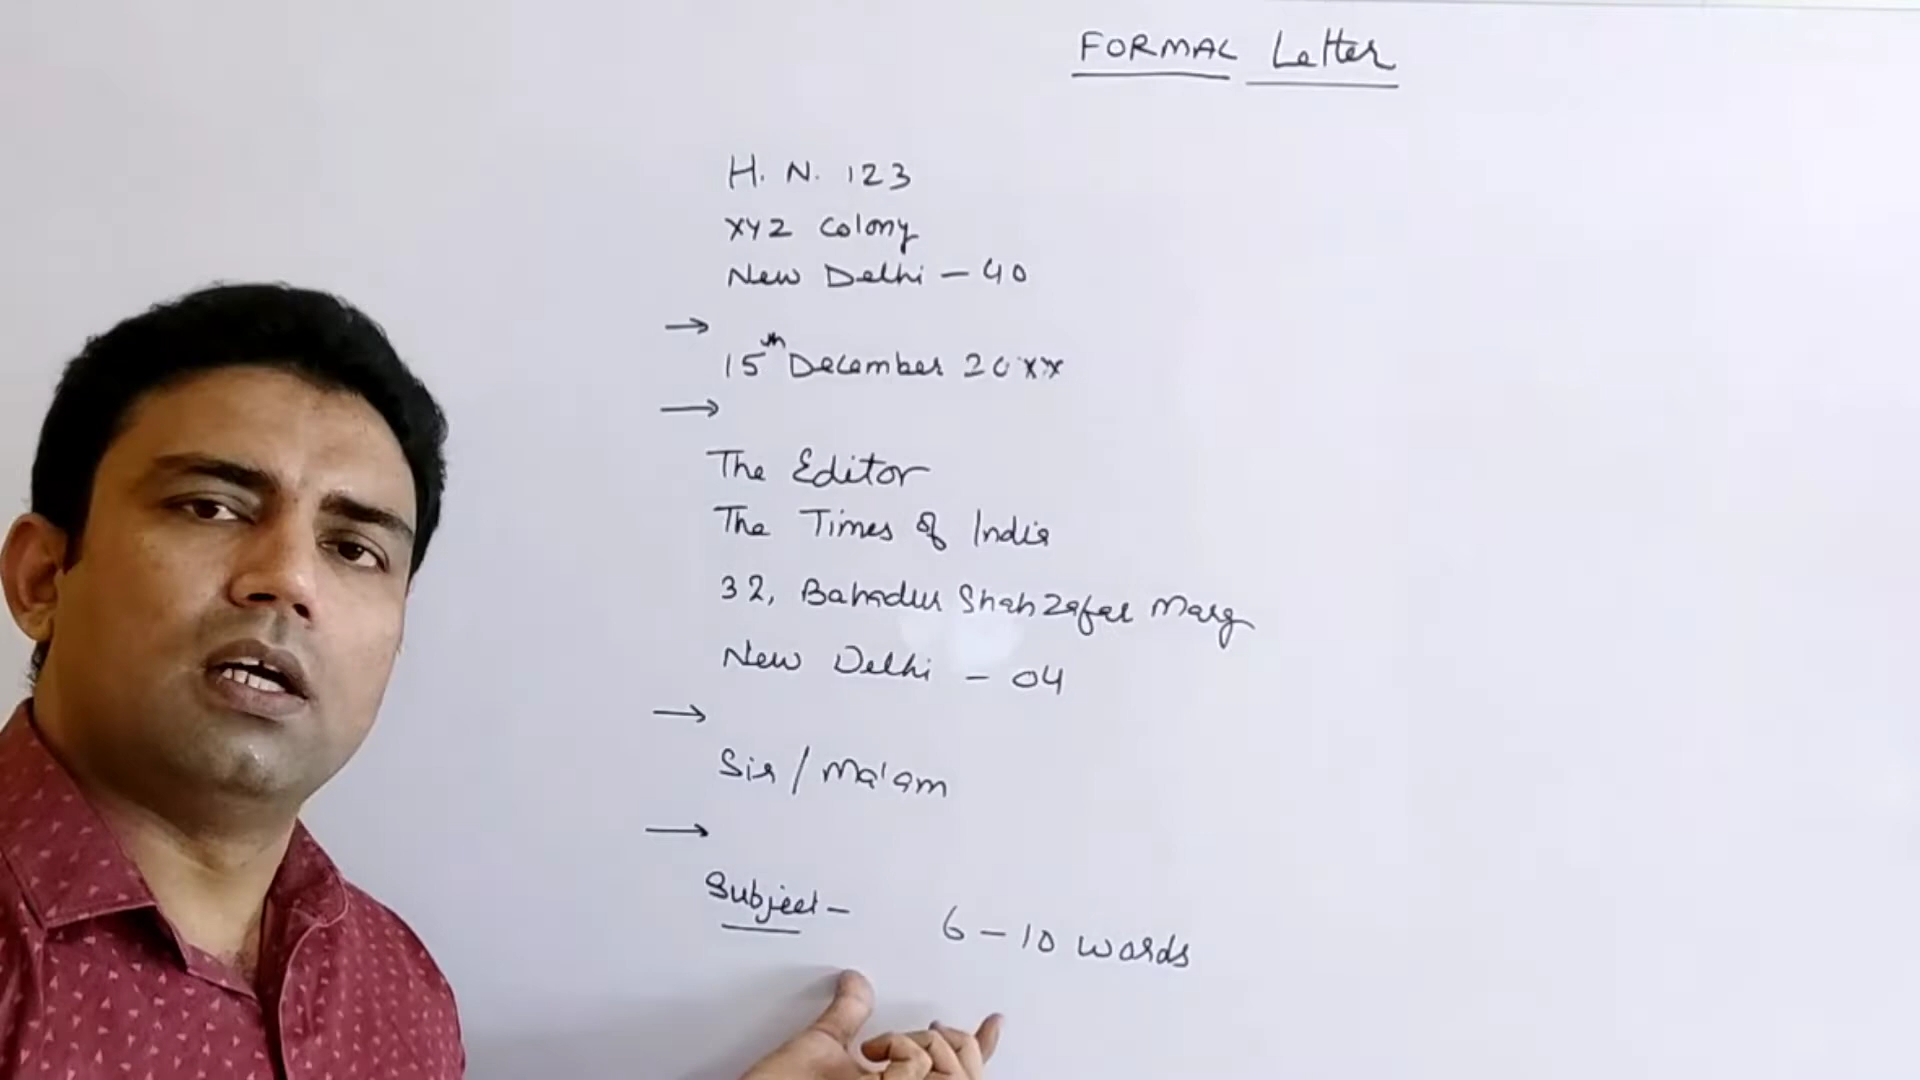 FORMAL Letter
H. N. 123
XYZ Colony
New Delhi – 40
→
15th December 20xx
→
The Editor
The Times of India
32, Bahadur Shah Zafar Marg
New Delhi – 04
→
Sir / Ma'am
→
Subject – 6 – 10 words